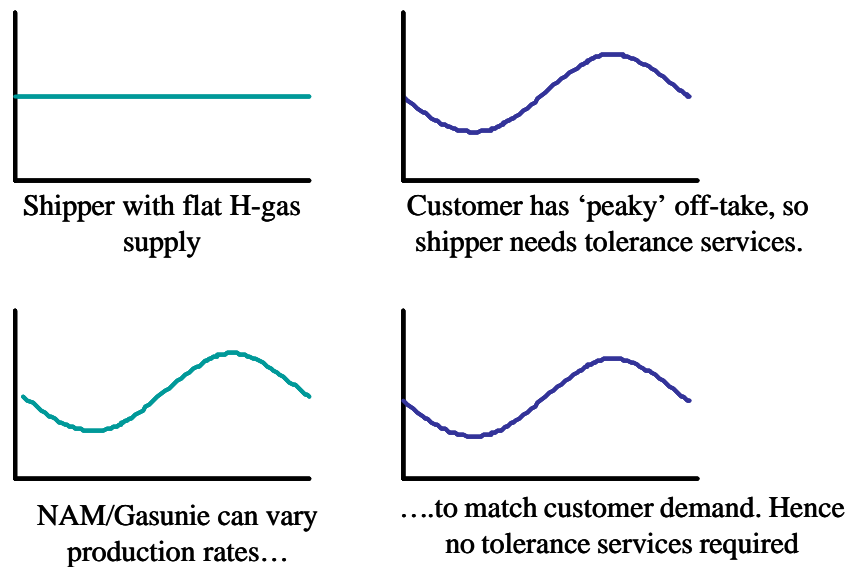 Shipper with flat H-gas
supply
Customer has ‘peaky’ off-take, so
shipper needs tolerance services.
NAM/Gasunie can vary
production rates…
….to match customer demand. Hence
no tolerance services required